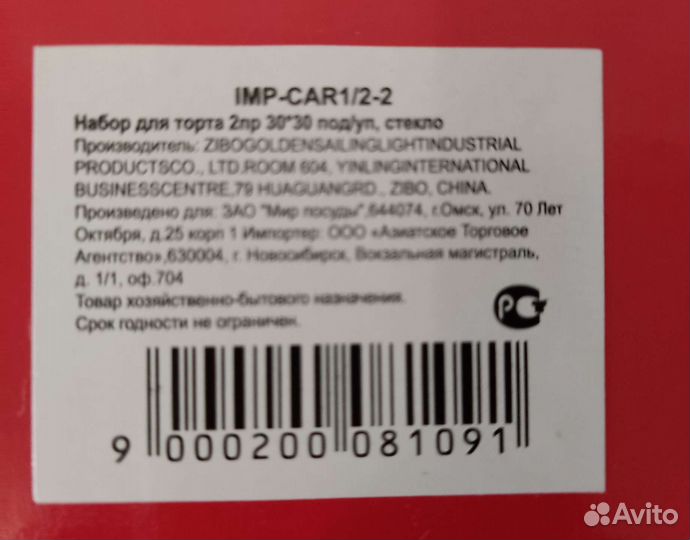 IMP-CAR1/2-2
Набор для торта 2пр 30*30 под/уп, стекло
Производитель: ZIBOGOLDENSAILINGLIGHTINDUSTRIAL
PRODUCTSCO., LTD.ROOM 604, YINLINGINTERNATIONAL
BUSINESSCENTRE,79 HUAGUANGRD., ZIBO, CHINA.
Произведено для: ЗАО "Мир посуды",644074, г.Омск, ул. 70 Лет
Октября, д.25 корп 1 Импортер: ООО «Азиатское Торговое
Агентство»,630004, г. Новосибирск, Вокзальная магистраль,
д. 1/1, оф.704
Товар хозяйственно-бытового назначения.
Срок годности не ограничен.
РСТ
9 000200 081091
Avito